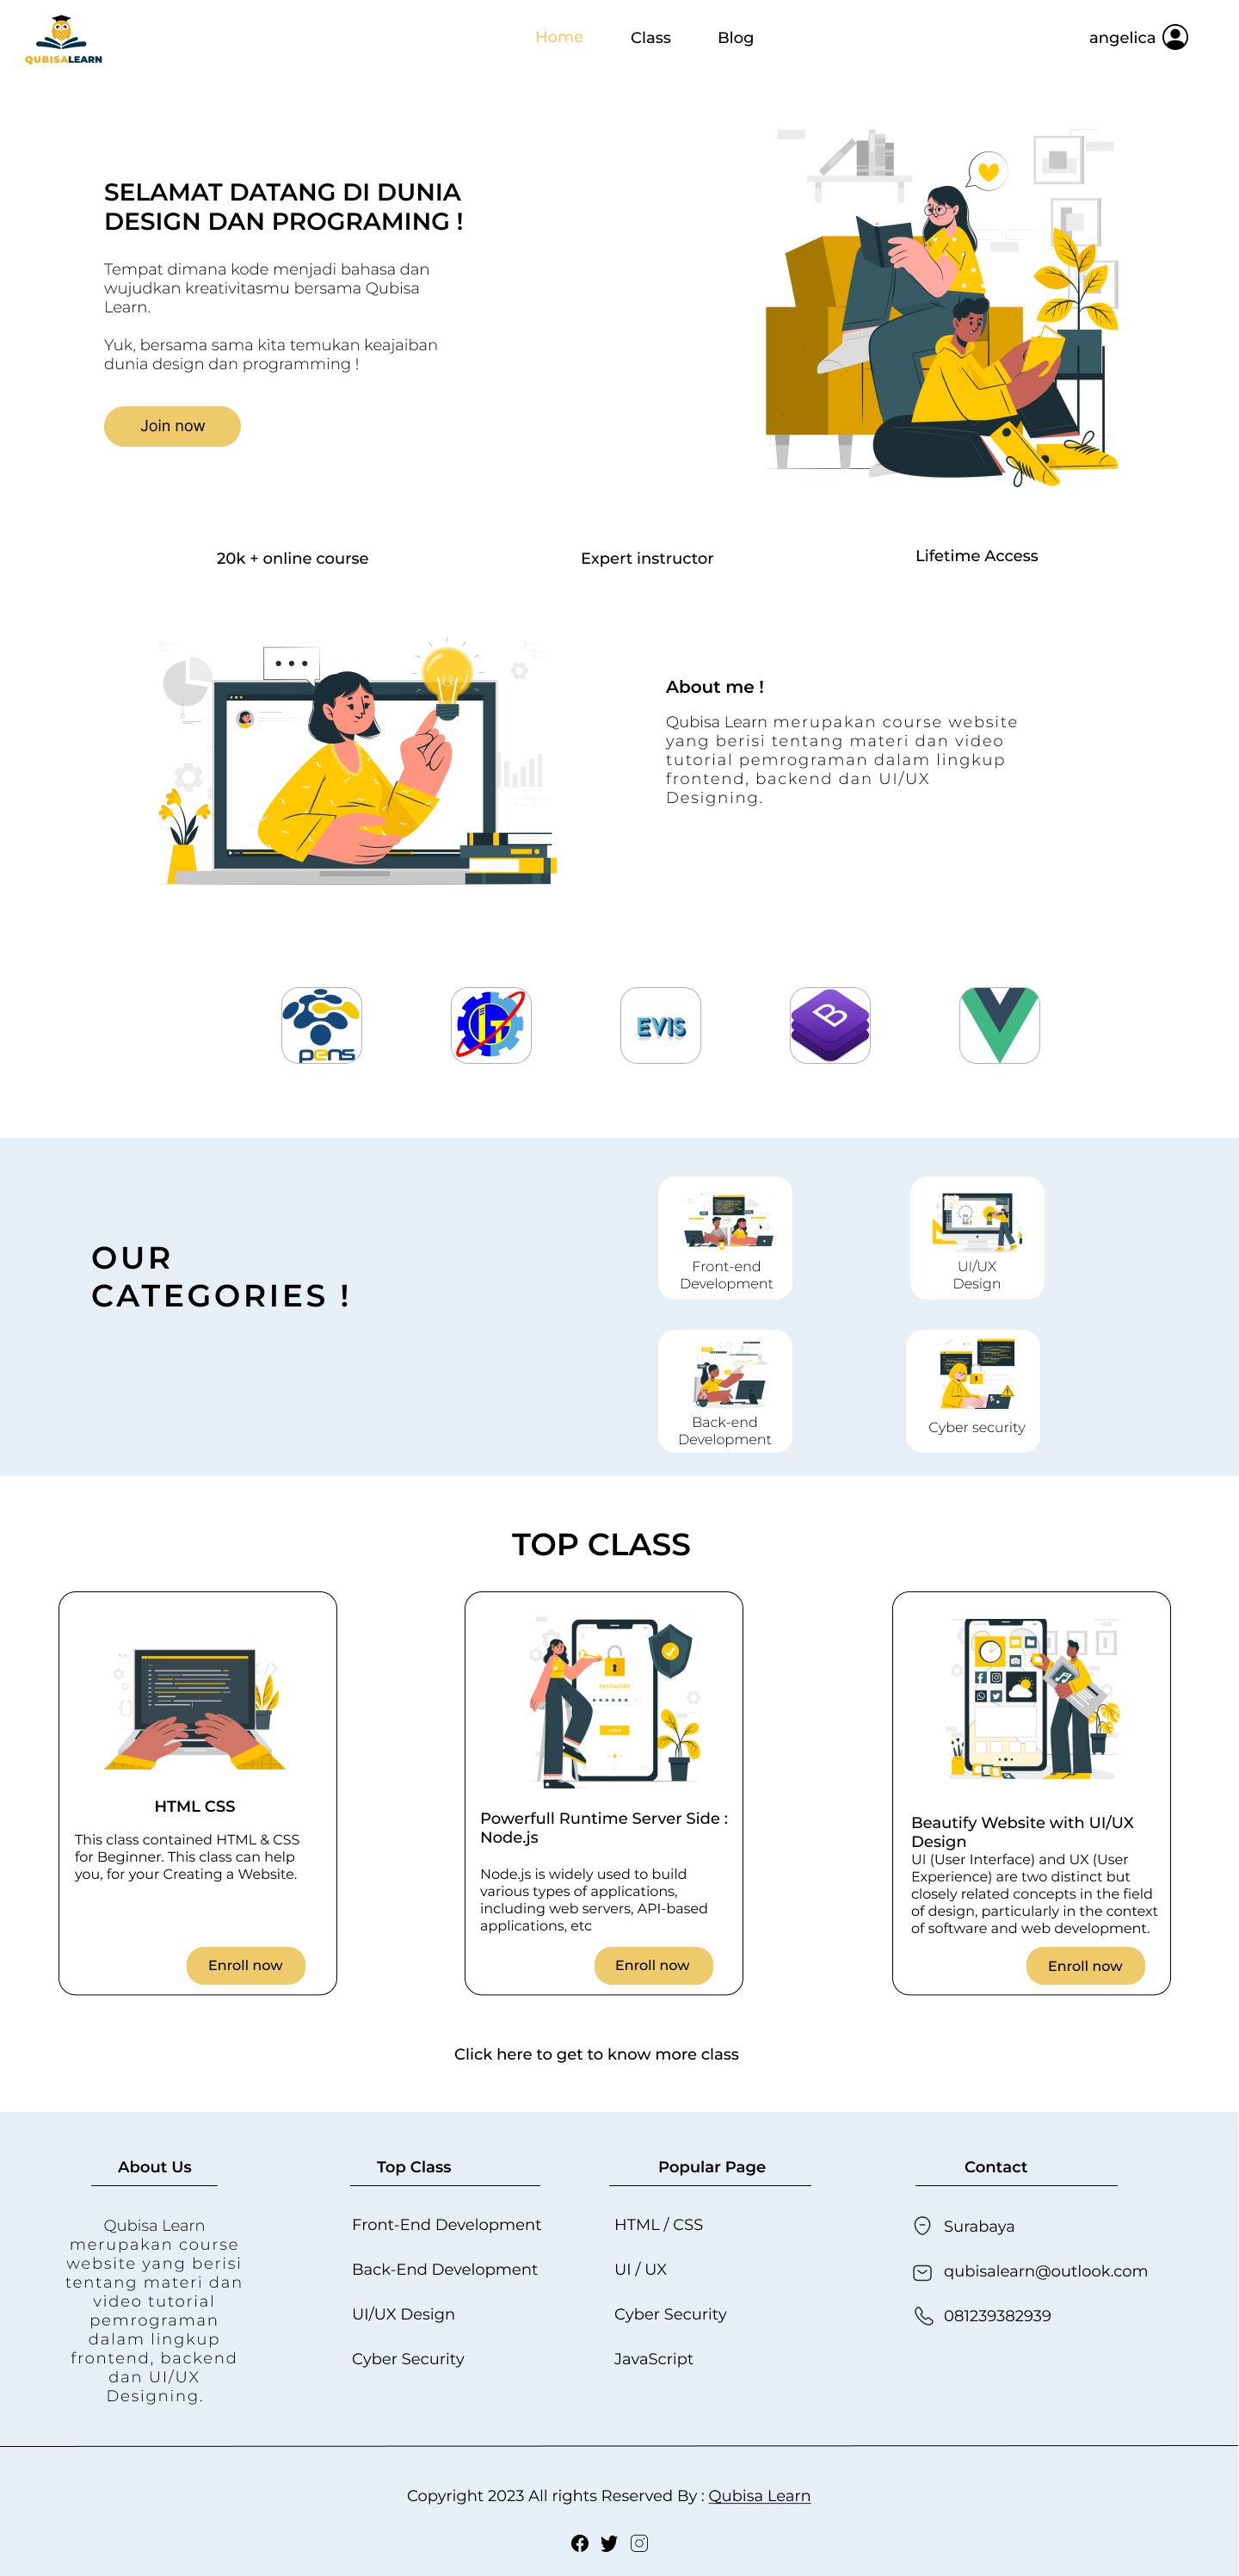 QUBISALEARN
Home
Class
Blog
angelica
SELAMAT DATANG DI DUNIA
DESIGN DAN PROGRAMING !
Tempat dimana kode menjadi bahasa dan
wujudkan kreativitasmu bersama Qubisa
Learn.
Yuk, bersama sama kita temukan keajaiban
dunia design dan programming !
Join now
20k + online course
Expert instructor
Lifetime Access
About me !
Qubisa Learn merupakan course website
yang berisi tentang materi dan video
tutorial pemrograman dalam lingkup
frontend, backend dan UI/UX
Designing.
pens
EVIS
B
OUR
CATEGORIES !
Front-end
Development
UI/UX
Design
Back-end
Development
Cyber security
TOP CLASS
HTML CSS
This class contained HTML & CSS
for Beginner. This class can help
you, for your Creating a Website.
Enroll now
PASSWORD
LOGIN
Powerfull Runtime Server Side :
Node.js
Node.js is widely used to build
various types of applications,
including web servers, API-based
applications, etc
Enroll now
Beautify Website with UI/UX
Design
UI (User Interface) and UX (User
Experience) are two distinct but
closely related concepts in the field
of design, particularly in the context
of software and web development.
Enroll now
Click here to get to know more class
About Us
Qubisa Learn
merupakan course
website yang berisi
tentang materi dan
video tutorial
pemrograman
dalam lingkup
frontend, backend
dan UI/UX
Designing.
Top Class
Front-End Development
Back-End Development
UI/UX Design
Cyber Security
Popular Page
HTML / CSS
UI / UX
Cyber Security
JavaScript
Contact
Surabaya
qubisalearn@outlook.com
081239382939
Copyright 2023 All rights Reserved By : Qubisa Learn